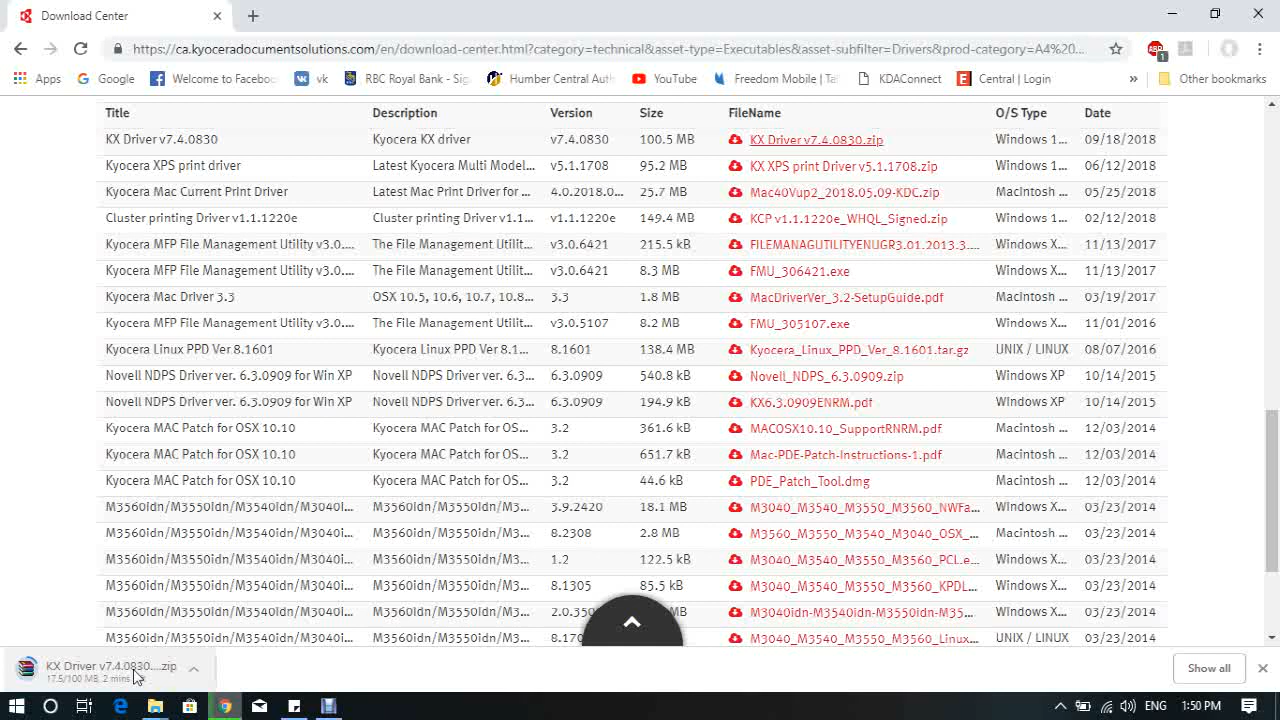 Download Center
https://ca.kyoceradocumentsolutions.com/en/download-center.html?category=technical&asset-type=Executables&asset-subfilter=Drivers&prod-category=A4%20...
ABP
1
Apps Google Welcome to Faceboo vk RBC Royal Bank - Sig Humber Central Auth YouTube Freedom Mobile | Ta KDAConnect Central | Login » Other bookmarks
Title Description Version Size FileName O/S Type Date
KX Driver v7.4.0830 Kyocera KX driver v7.4.0830 100.5 MB KX Driver v7.4.0830.zip Windows 1... 09/18/2018
Kyocera XPS print driver Latest Kyocera Multi Model... v5.1.1708 95.2 MB KX XPS print Driver v5.1.1708.zip Windows 1... 06/12/2018
Kyocera Mac Current Print Driver Latest Mac Print Driver for ... 4.0.2018.0... 25.7 MB Mac40Vup2_2018.05.09-KDC.zip MacIntosh ... 05/25/2018
Cluster printing Driver v1.1.1220e Cluster printing Driver v1.1... v1.1.1220e 149.4 MB KCP v1.1.1220e_WHQL_Signed.zip Windows 1... 02/12/2018
Kyocera MFP File Management Utility v3.0.... The File Management Utilit... v3.0.6421 215.5 kB FILEMANAGUTILITYENUGR3.01.2013.3.... Windows X... 11/13/2017
Kyocera MFP File Management Utility v3.0.... The File Management Utilit... v3.0.6421 8.3 MB FMU_306421.exe Windows X... 11/13/2017
Kyocera Mac Driver 3.3 OSX 10.5, 10.6, 10.7, 10.8... 3.3 1.8 MB MacDriverVer_3.2-SetupGuide.pdf MacIntosh ... 03/19/2017
Kyocera MFP File Management Utility v3.0.... The File Management Utilit... v3.0.5107 8.2 MB FMU_305107.exe Windows X... 11/01/2016
Kyocera Linux PPD Ver 8.1601 Kyocera Linux PPD Ver 8.1... 8.1601 138.4 MB Kyocera_Linux_PPD_Ver_8.1601.tar.gz UNIX / LINUX 08/07/2016
Novell NDPS Driver ver. 6.3.0909 for Win XP Novell NDPS Driver ver. 6.3... 6.3.0909 540.8 kB Novell_NDPS_6.3.0909.zip Windows XP 10/14/2015
Novell NDPS Driver ver. 6.3.0909 for Win XP Novell NDPS Driver ver. 6.3... 6.3.0909 194.9 kB KX6.3.0909ENRM.pdf Windows XP 10/14/2015
Kyocera MAC Patch for OSX 10.10 Kyocera MAC Patch for OS... 3.2 361.6 kB MACOSX10.10_SupportRNRM.pdf Macintosh ... 12/03/2014
Kyocera MAC Patch for OSX 10.10 Kyocera MAC Patch for OS... 3.2 651.7 kB Mac-PDE-Patch-Instructions-1.pdf Macintosh ... 12/03/2014
Kyocera MAC Patch for OSX 10.10 Kyocera MAC Patch for OS... 3.2 44.6 kB PDE_Patch_Tool.dmg Macintosh ... 12/03/2014
M3560idn/M3550idn/M3540idn/M3040i... M3560idn/M3550idn/M3... 3.9.2420 18.1 MB M3040_M3540_M3550_M3560_NWFa... Windows X... 03/23/2014
M3560idn/M3550idn/M3540idn/M3040i... M3560idn/M3550idn/M3... 8.2308 2.8 MB M3560_M3550_M3540_M3040_OSX_... Macintosh ... 03/23/2014
M3560idn/M3550idn/M3540idn/M3040i... M3560idn/M3550idn/M3... 1.2 122.5 kB M3040_M3540_M3550_M3560_PCL.e... Windows X... 03/23/2014
M3560idn/M3550idn/M3540idn/M3040i... M3560idn/M3550idn/M3... 8.1305 85.5 kB M3040_M3540_M3550_M3560_KPDL... Windows X... 03/23/2014
M3560idn/M3550idn/M3540idn/M3040i... M3560idn/M3550idn/M3... MB M3040idn-M3540idn-M3550idn-M35... Windows X... 03/23/2014
M3560idn/M3550idn/M3540idn/M3040i... M3560idn/M3550idn/M3... M3040_M3540_M3550_M3560_Linux... UNIX / LINUX 03/23/2014
KX Driver v7.4.0830....zip
17.5/100 MB, 2 mins
Show all
ENG 1:50 PM